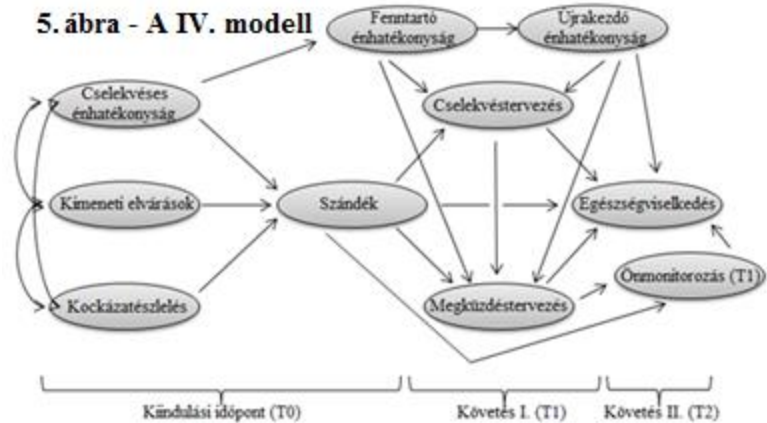 5. ábra - A IV. modell
Fenntartó
énhatékonyság
Újrakezdő
énhatékonyság
Cselekvéses
énhatékonyság
Cselekvéstervezés
Kimeneti elvárások
Szándék
Egészségviselkedés
Önmonitorozás (T1)
Kockázatészlelés
Megküzdéstervezés
Kiindulási időpont (T0)
Követés I. (T1)
Követés II. (T2)